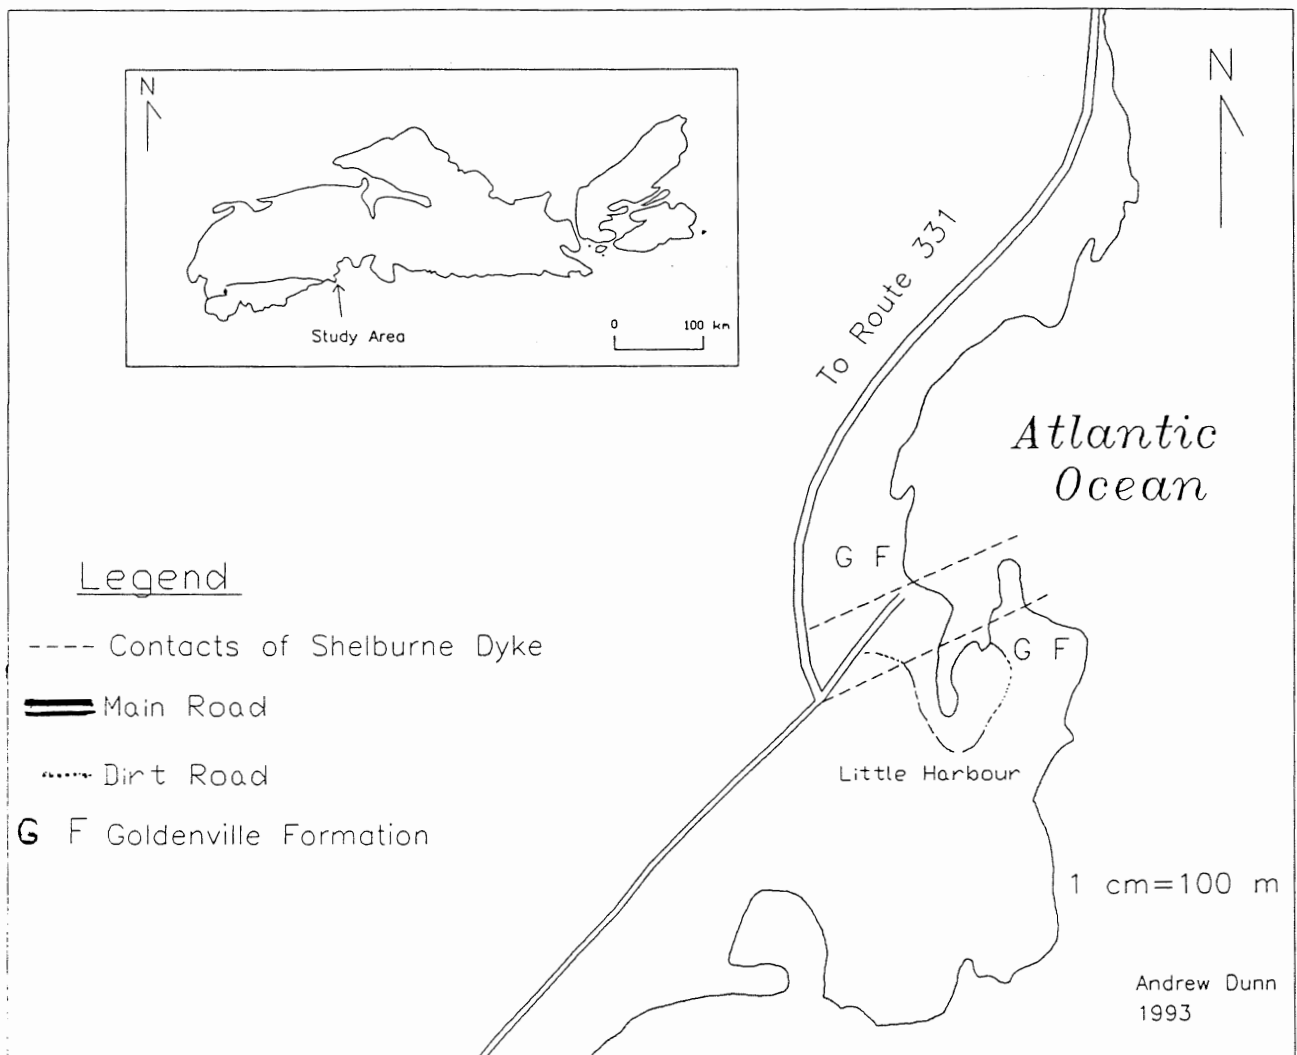 N
Study Area
0 100 km
N
To Route 331
Atlantic
Ocean
G F
G F
Little Harbour
Legend
Contacts of Shelburne Dyke
Main Road
Dirt Road
G F Goldenville Formation
1 cm=100 m
Andrew Dunn
1993